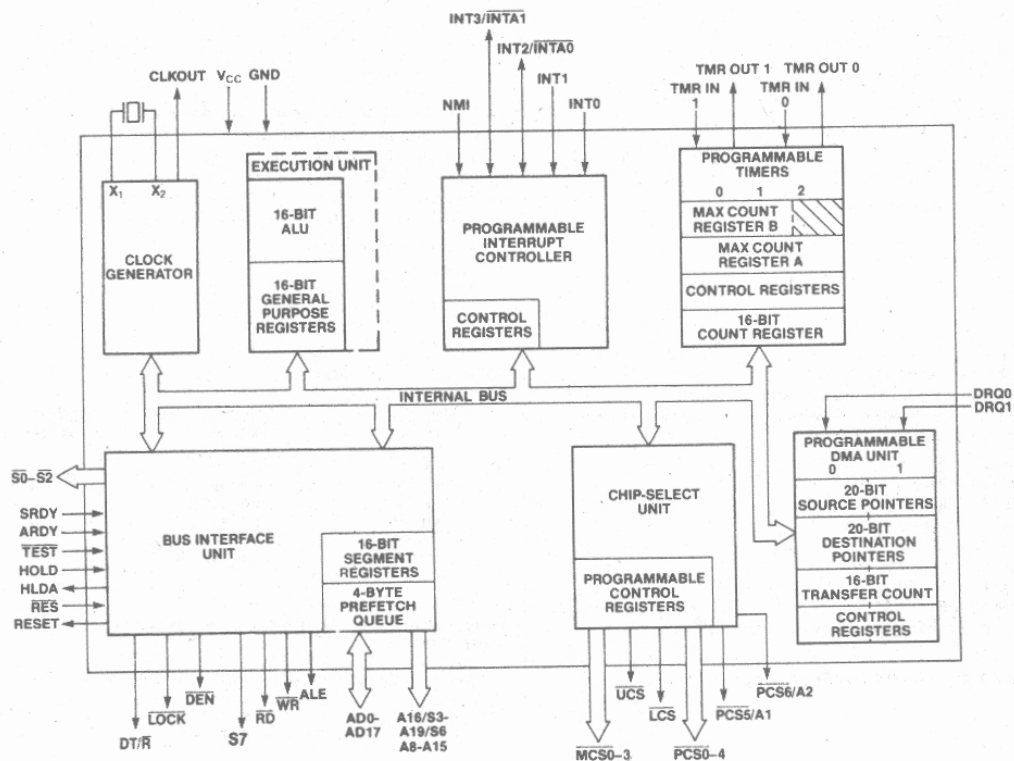 INT3/INTA1
INT2/INTA0
INT1
INT0
NMI
CLKOUT VCC GND
TMR OUT 1 TMR OUT 0
TMR IN 1
TMR IN 0
X1 X2
CLOCK
GENERATOR
EXECUTION UNIT
16-BIT
ALU
16-BIT
GENERAL
PURPOSE
REGISTERS
PROGRAMMABLE
INTERRUPT
CONTROLLER
CONTROL
REGISTERS
PROGRAMMABLE
TIMERS
0 1 2
MAX COUNT
REGISTER B
MAX COUNT
REGISTER A
CONTROL REGISTERS
16-BIT
COUNT REGISTER
INTERNAL BUS
DRQ0
DRQ1
PROGRAMMABLE
DMA UNIT
0 1
20-BIT
SOURCE POINTERS
20-BIT
DESTINATION
POINTERS
16-BIT
TRANSFER COUNT
CONTROL
REGISTERS
S0-S2
SRDY
ARDY
TEST
HOLD
HLDA
RES
RESET
BUS INTERFACE
UNIT
16-BIT
SEGMENT
REGISTERS
4-BYTE
PREFETCH
QUEUE
CHIP-SELECT
UNIT
PROGRAMMABLE
CONTROL
REGISTERS
DT/R
LOCK
DEN
S7
RD
WR
ALE
AD0-
AD17
A16/S3-
A19/S6
A8-A15
MCS0-3
UCS
LCS
PCS0-4
PCS5/A1
PCS6/A2